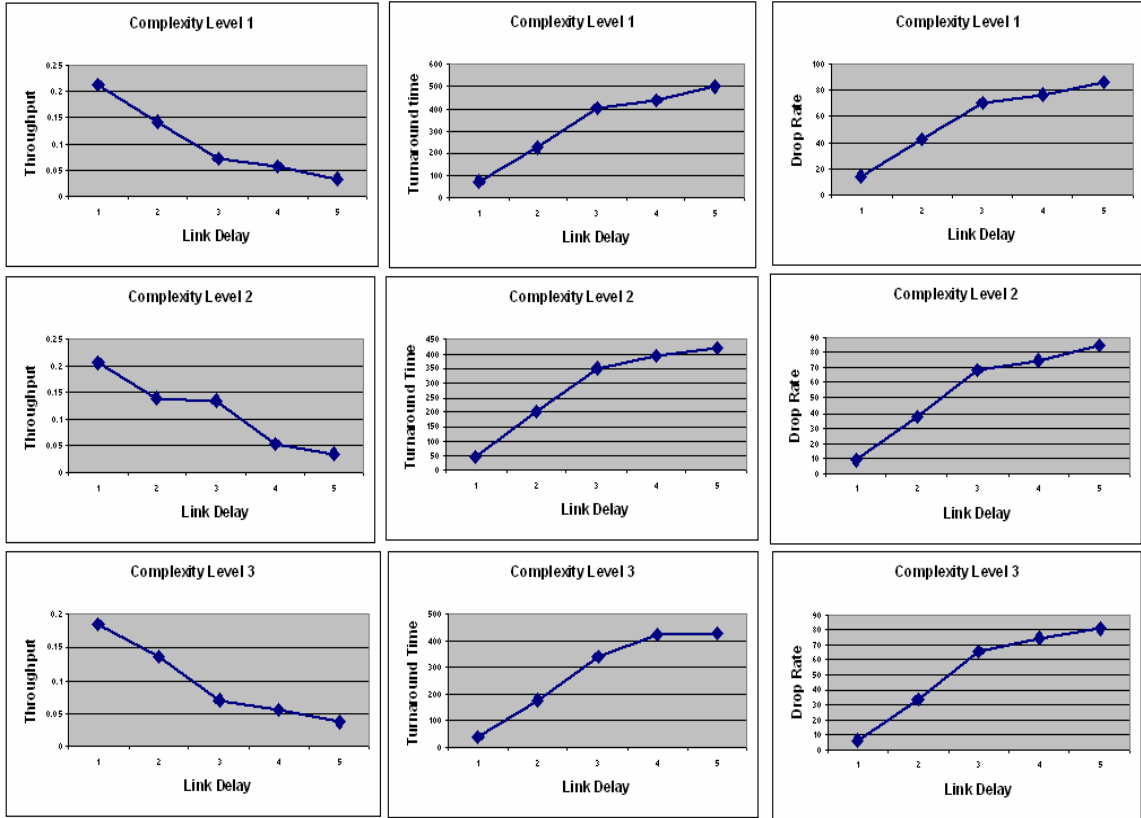 Complexity Level 1
Throughput
0.25
0.2
0.15
0.1
0.05
0
1 2 3 4 5
Link Delay
Complexity Level 1
Turnaround time
600
500
400
300
200
100
0
1 2 3 4 5
Link Delay
Complexity Level 1
Drop Rate
100
80
60
40
20
0
1 2 3 4 5
Link Delay
Complexity Level 2
Throughput
0.25
0.2
0.15
0.1
0.05
0
1 2 3 4 5
Link Delay
Complexity Level 2
Turnaround Time
450
400
350
300
250
200
150
100
50
0
1 2 3 4 5
Link Delay
Complexity Level 2
Drop Rate
90
80
70
60
50
40
30
20
10
0
1 2 3 4 5
Link Delay
Complexity Level 3
Throughput
0.2
0.15
0.1
0.05
0
1 2 3 4 5
Link Delay
Complexity Level 3
Turnaround Time
500
400
300
200
100
0
1 2 3 4 5
Link Delay
Complexity Level 3
Drop Rate
90
80
70
60
50
40
30
20
10
0
1 2 3 4 5
Link Delay